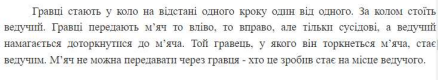 Гравці стають у коло на відстані одного кроку один від одного. За колом стоїть
ведучий. Гравці передають м’яч то вліво, то вправо, але тільки сусідові, а ведучий
намагається доторкнутися до м’яча. Той гравець, у якого він торкнеться м’яча, стає
ведучим. М’яч не можна передавати через гравця - хто це зробив стає на місце ведучого.